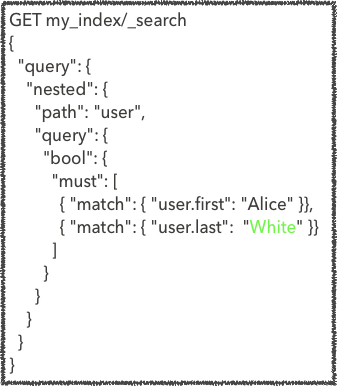 GET my_index/_search
{
  "query": {
    "nested": {
      "path": "user",
      "query": {
        "bool": {
          "must": [
            { "match": { "user.first": "Alice" }},
            { "match": { "user.last":  "White" }}
          ]
        }
      }
    }
  }
}